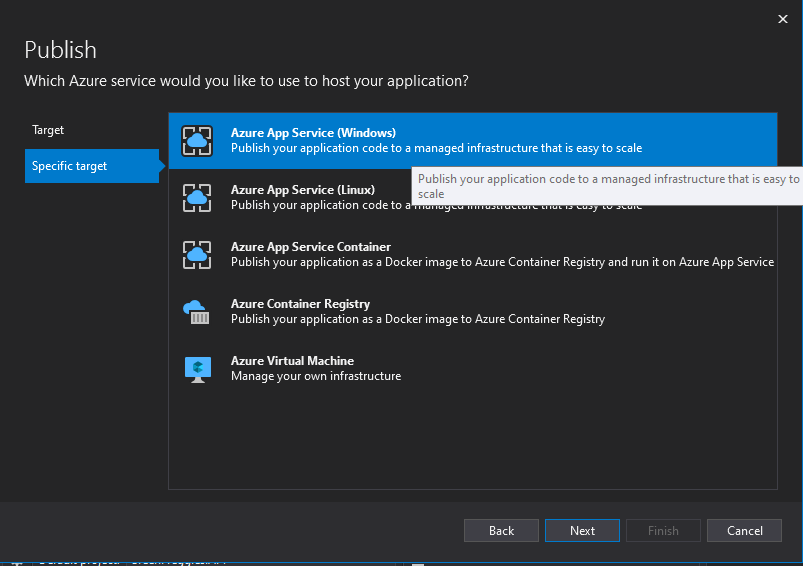 Publish
Which Azure service would you like to use to host your application?
Target
Specific target
Azure App Service (Windows)
Publish your application code to a managed infrastructure that is easy to scale
Publish your application code to a managed infrastructure that is easy to
scale
Azure App Service (Linux)
Publish your application code to a managed infrastructure that is easy to scale
Azure App Service Container
Publish your application as a Docker image to Azure Container Registry and run it on Azure App Service
Azure Container Registry
Publish your application as a Docker image to Azure Container Registry
Azure Virtual Machine
Manage your own infrastructure
Back
Next
Finish
Cancel
Default project: